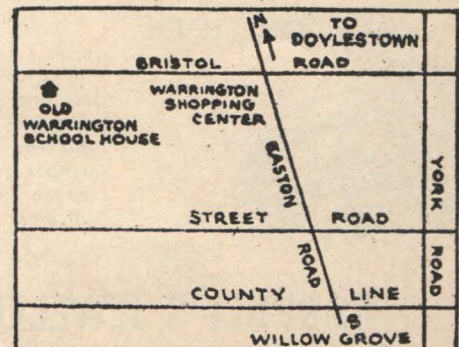 N
TO
DOYLESTOWN
BRISTOL ROAD
WARRINGTON
SHOPPING
CENTER
OLD
WARRINGTON
SCHOOL HOUSE
EASTON
ROAD
YORK
ROAD
STREET ROAD
COUNTY LINE
S
WILLOW GROVE